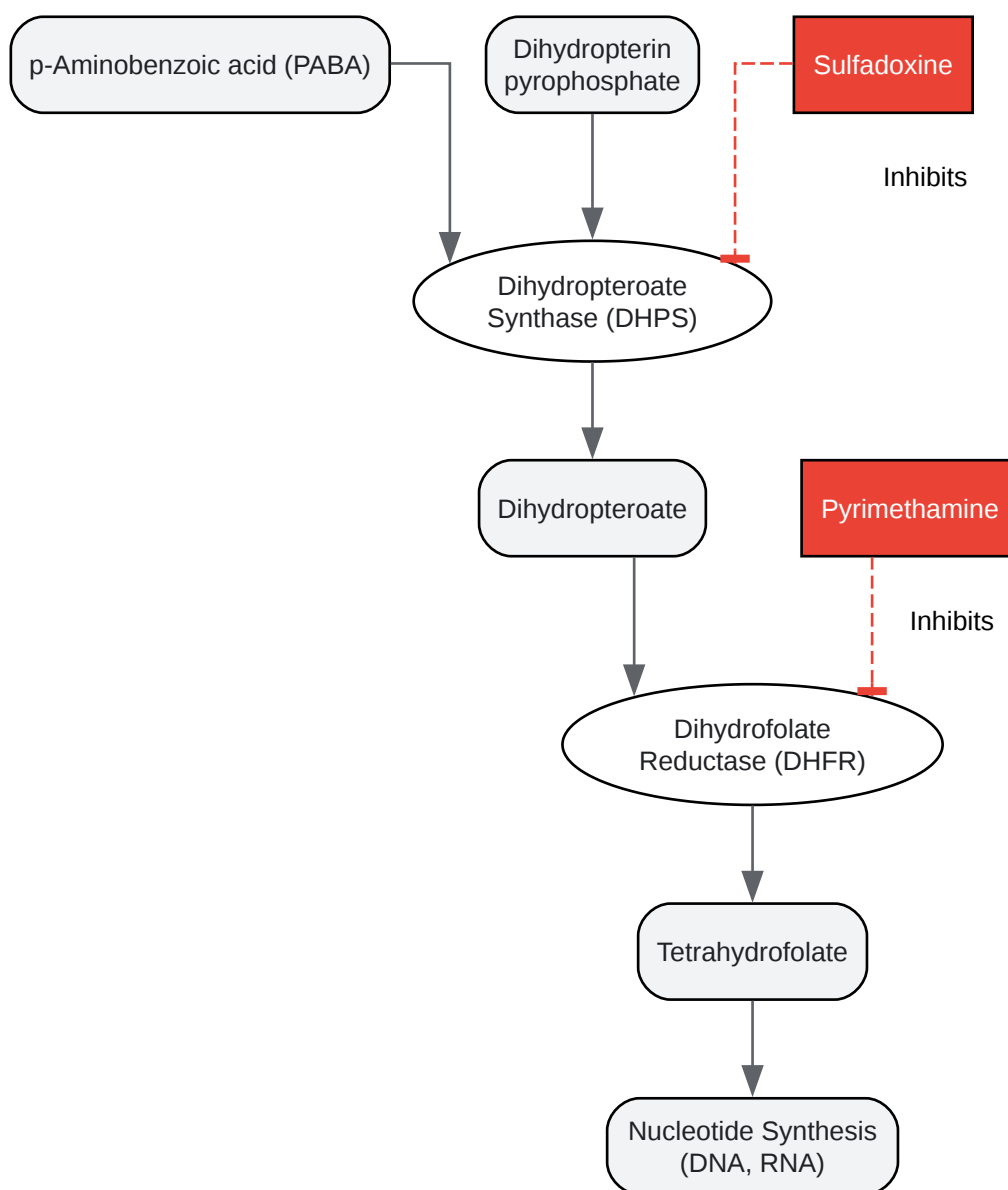 p-Aminobenzoic acid (PABA)
Dihydropterin
pyrophosphate
Sulfadoxine
Inhibits
Dihydropteroate
Synthase (DHPS)
Dihydropteroate
Pyrimethamine
Inhibits
Dihydrofolate
Reductase (DHFR)
Tetrahydrofolate
Nucleotide Synthesis
(DNA, RNA)